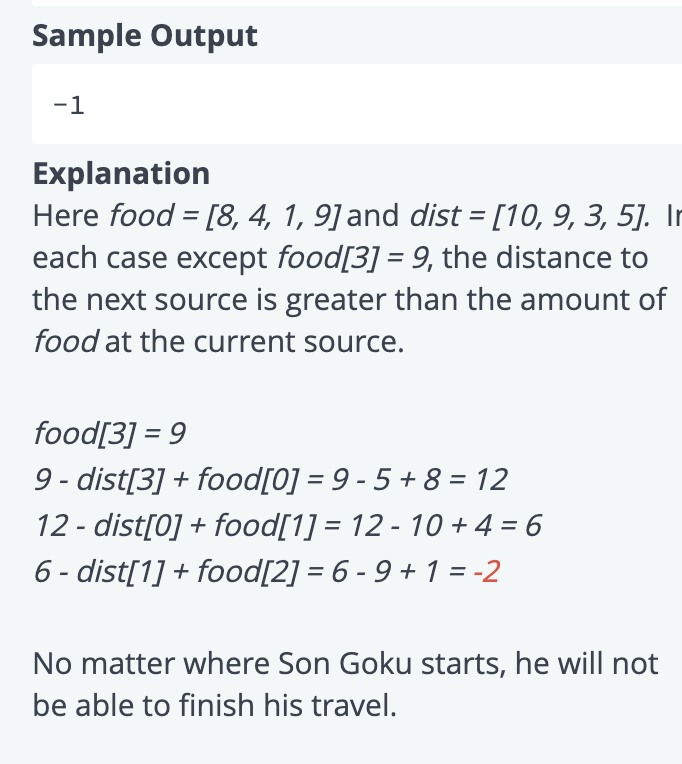 Sample Output
-1
Explanation
Here food = [8, 4, 1, 9] and dist = [10, 9, 3, 5].
each case except food[3] = 9, the distance to
the next source is greater than the amount of
food at the current source.
food[3] = 9
9 - dist[3] + food[0] = 9 - 5 + 8 = 12
12 - dist[0] + food[1] = 12 - 10 + 4 = 6
6 - dist[1] + food[2] = 6 - 9 + 1 = -2
No matter where Son Goku starts, he will not
be able to finish his travel.